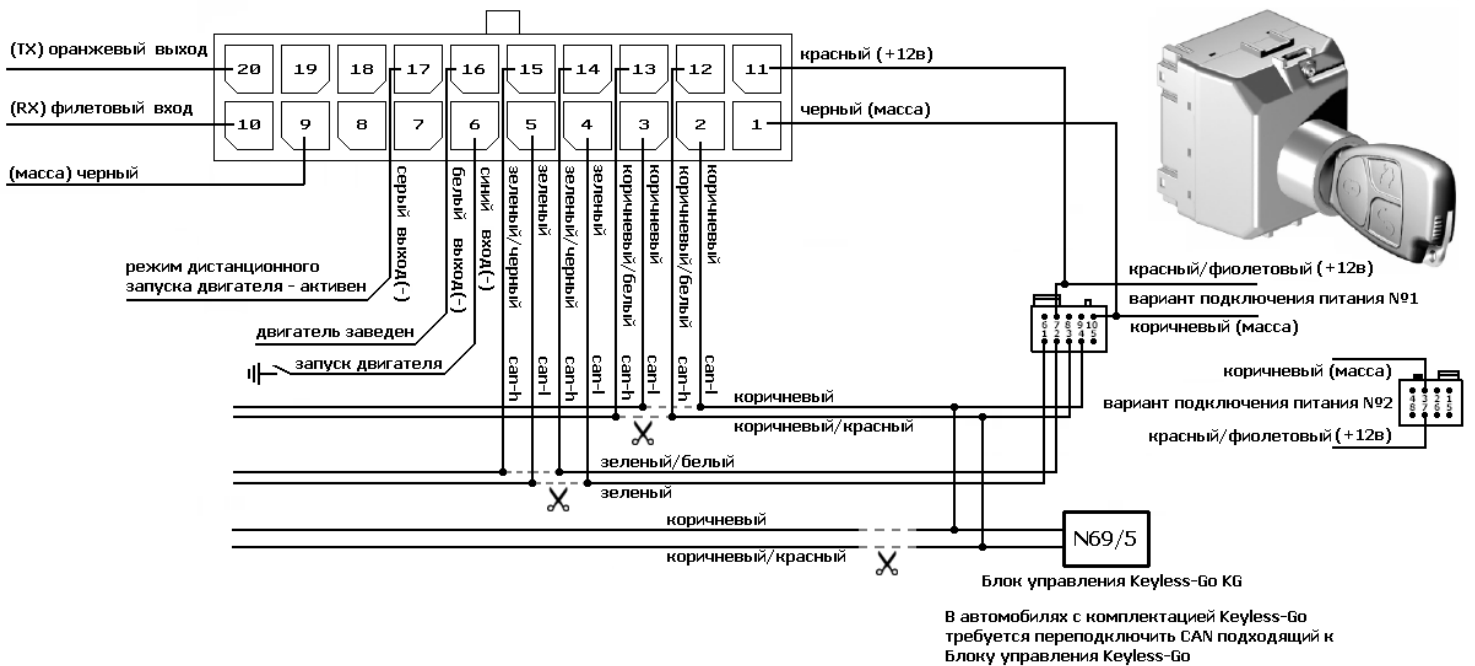 (TX) оранжевый выход
20 19 18 17 16 15 14 13 12 11
красный (+12в)
(RX) филетовый вход
10 9 8 7 6 5 4 3 2 1
черный (масса)
(масса) черный
серый выход(-)
белый выход(-)
синий вход(-)
зеленый/черный
зеленый
зеленый/черный
зеленый
коричневый/белый
коричневый
коричневый/белый
коричневый
режим дистанционного
запуска двигателя - активен
двигатель заведен
запуск двигателя
can-h
can-l
can-h
can-l
can-h
can-l
can-h
can-l
красный/фиолетовый (+12в)
вариант подключения питания №1
коричневый (масса)
6 7 8 9 10
1 2 3 4 5
коричневый (масса)
вариант подключения питания №2
красный/фиолетовый (+12в)
4 3 2 1
8 7 6 5
коричневый
коричневый/красный
зеленый/белый
зеленый
коричневый
коричневый/красный
N69/5
Блок управления Keyless-Go KG
В автомобилях с комплектацией Keyless-Go
требуется переподключить CAN подходящий к
Блоку управления Keyless-Go